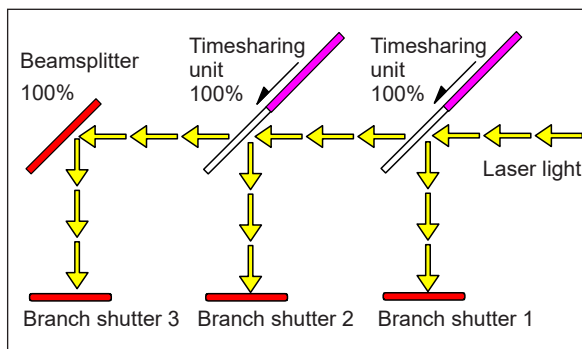 Beamsplitter
100%
Timesharing
unit
100%
Timesharing
unit
100%
Laser light
Branch shutter 3
Branch shutter 2
Branch shutter 1